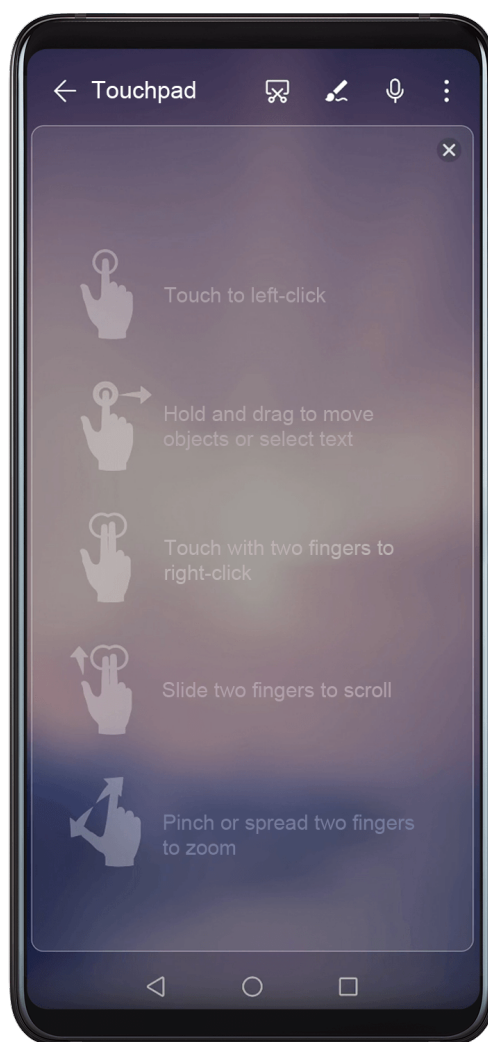 Touchpad
Touch to left-click
Hold and drag to move
objects or select text
Touch with two fingers to
right-click
Slide two fingers to scroll
Pinch or spread two fingers
to zoom